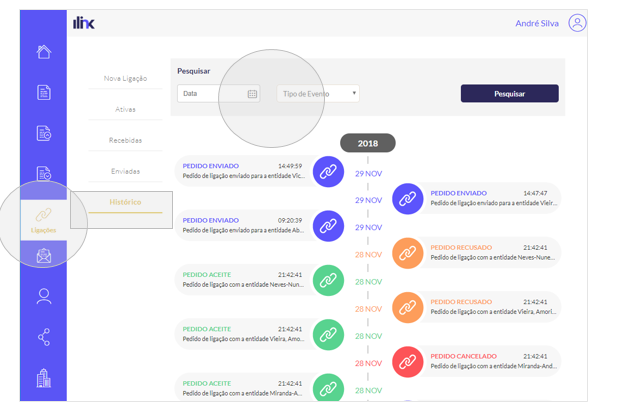 ilink
André Silva
Nova Ligação
Ativas
Recebidas
Enviadas
Histórico
Ligações
Pesquisar
Data
Tipo de Evento
Pesquisar
2018
PEDIDO ENVIADO 14:49:59
Pedido de ligação enviado para a entidade Vic...
29 NOV
29 NOV
PEDIDO ENVIADO 14:47:47
Pedido de ligação enviado para a entidade Vieir...
PEDIDO ENVIADO 09:20:39
Pedido de ligação enviado para a entidade Ab...
29 NOV
28 NOV
PEDIDO RECUSADO 21:42:41
Pedido de ligação com a entidade Neves-Nune...
PEDIDO ACEITE 21:42:41
Pedido de ligação com a entidade Neves-Nun...
28 NOV
28 NOV
PEDIDO RECUSADO 21:42:41
Pedido de ligação com a entidade Vieira, Amori...
PEDIDO ACEITE 21:42:41
Pedido de ligação com a entidade Vieira, Amo...
28 NOV
28 NOV
PEDIDO CANCELADO 21:42:41
Pedido de ligação com a entidade Miranda-And...
PEDIDO ACEITE 21:42:41
Pedido de ligação com a entidade Miranda-A...
28 NOV